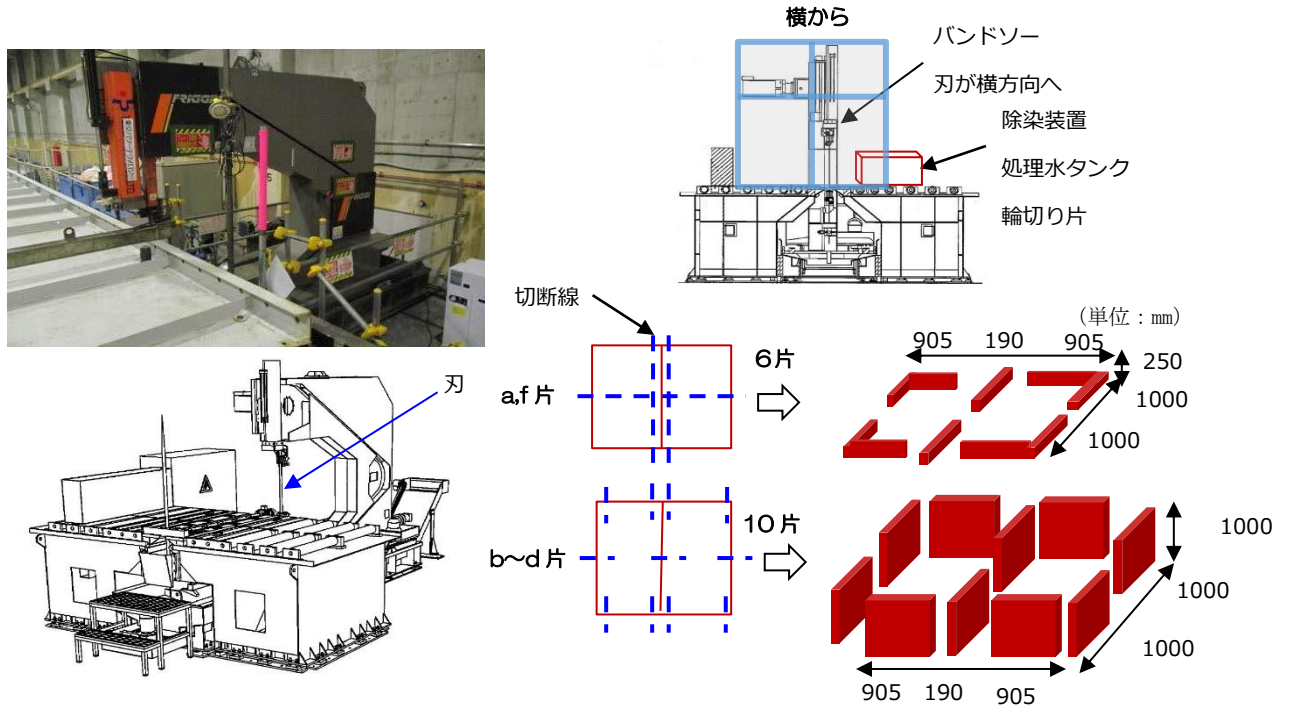 横から
バンドソー
刃が横方向へ
除染装置
処理水タンク
輪切り片
FRIGGI
刃
切断線
a,f 片
6片
(単位：㎜)
905 190 905
250
1000
1000
b～d 片
10片
1000
1000
1000
905 190 905